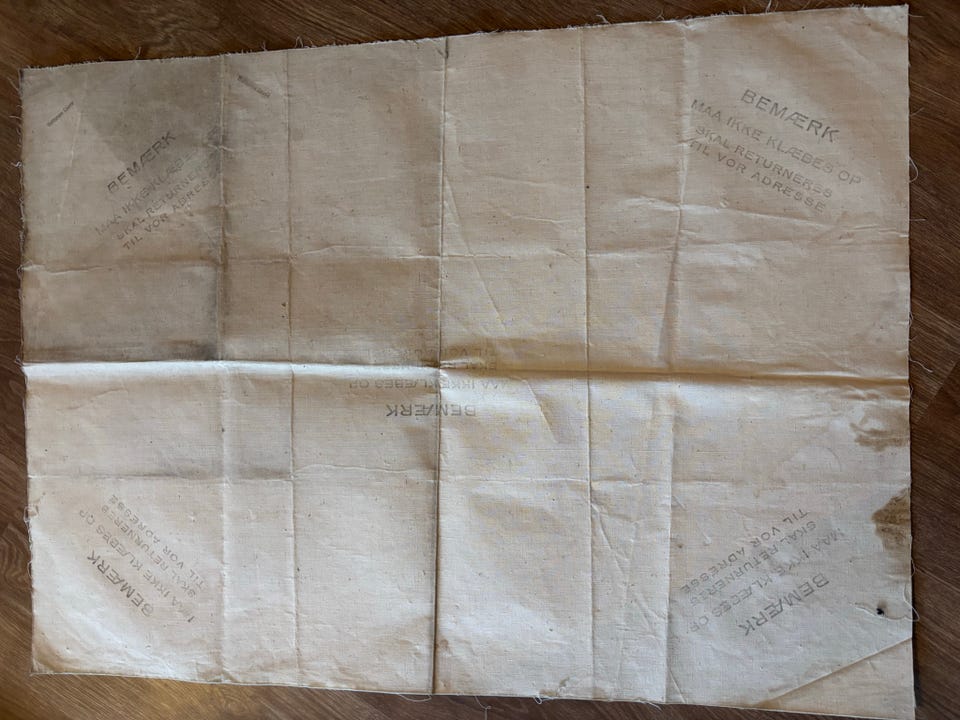 BEMÆRK
MAA IKKE KLÆBES
SKAL RETURNERES
TIL VOR ADRESSE
BEMÆRK
MAA IKKE KLÆBES OP
SKAL RETURNERES
TIL VOR ADRESSE
BEMÆRK
MAA IKKE KLÆBES OP
TIL V
BEMÆRK
MAA IKKE KLÆBES OP
SKAL RETURNERES
TIL VOR ADRESSE
BEMÆRK
MAA IKKE KLÆBES OP
SKAL RETURNERES
TIL VOR ADRESSE